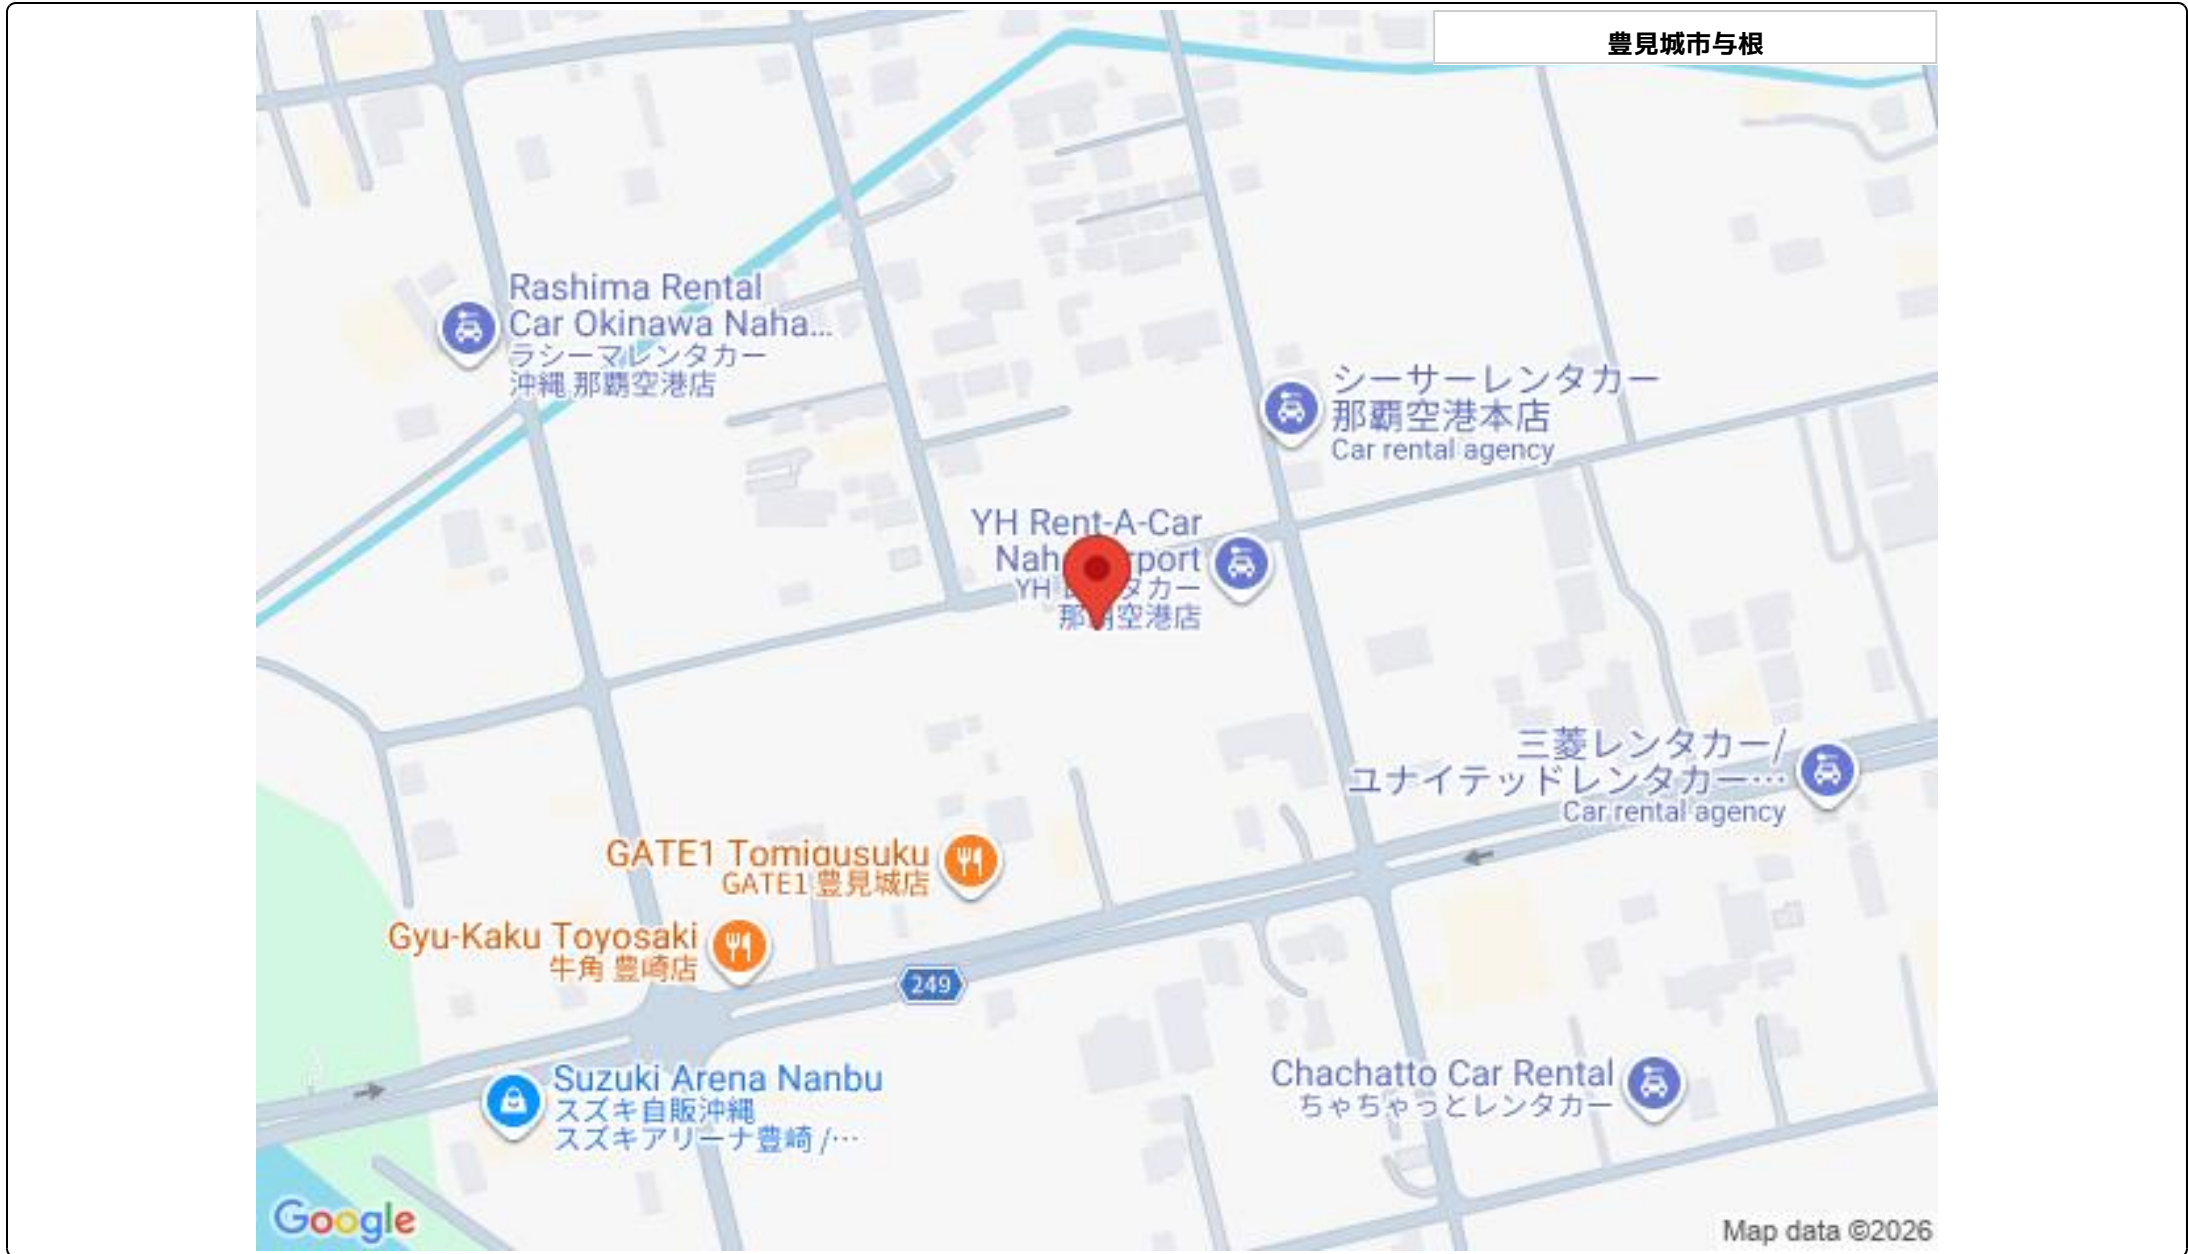 豊見城市与根
Rashima Rental
Car Okinawa Naha...
ラシーマレンタカー
沖縄 那覇空港店
シーサーレンタカー
那覇空港本店
Car rental agency
YH Rent-A-Car
YH
空港店
三菱レンタカー/
ユナイテッドレンタカー…
Car rental agency
GATE1 Tomigusuku
GATE1 豊見城店
Gyu-Kaku Toyosaki
牛角 豊崎店
249
Suzuki Arena Nanbu
スズキ自販沖縄
スズキアリーナ豊崎 /…
Chachatto Car Rental
ちゃちゃっとレンタカー
Google
Map data ©2026